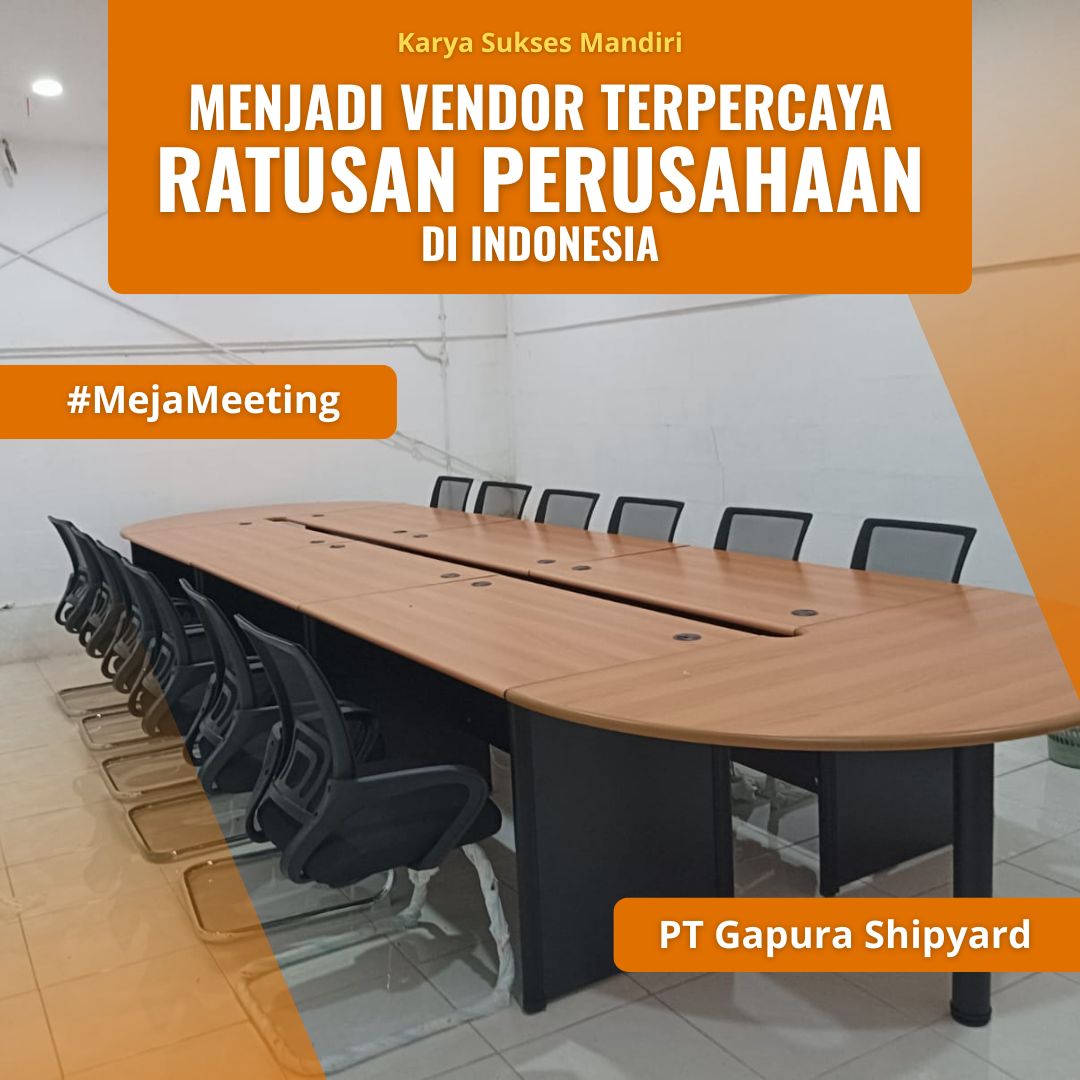 Karya Sukses Mandiri
MENJADI VENDOR TERPERCAYA
RATUSAN PERUSAHAAN
DI INDONESIA
#MejaMeeting
PT Gapura Shipyard